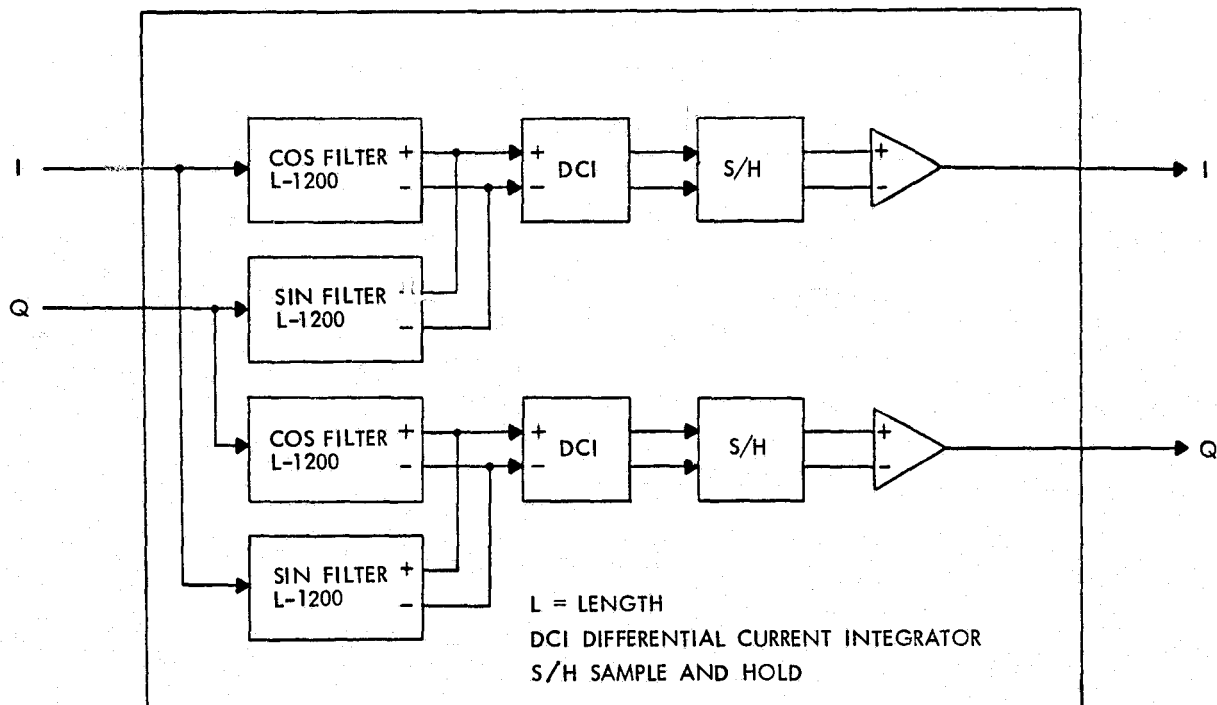 I
COS FILTER +
L-1200 -
+ DCI
-
S/H
+
-
I
Q
SIN FILTER
L-1200 -
COS FILTER +
L-1200 -
+ DCI
-
S/H
+
-
Q
SIN FILTER +
L-1200 -
L = LENGTH
DCI DIFFERENTIAL CURRENT INTEGRATOR
S/H SAMPLE AND HOLD